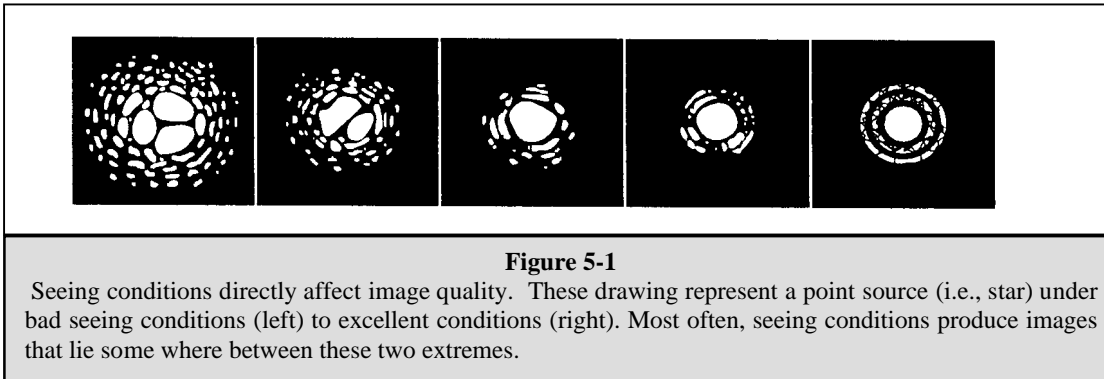 Figure 5-1
Seeing conditions directly affect image quality. These drawing represent a point source (i.e., star) under
bad seeing conditions (left) to excellent conditions (right). Most often, seeing conditions produce images
that lie some where between these two extremes.